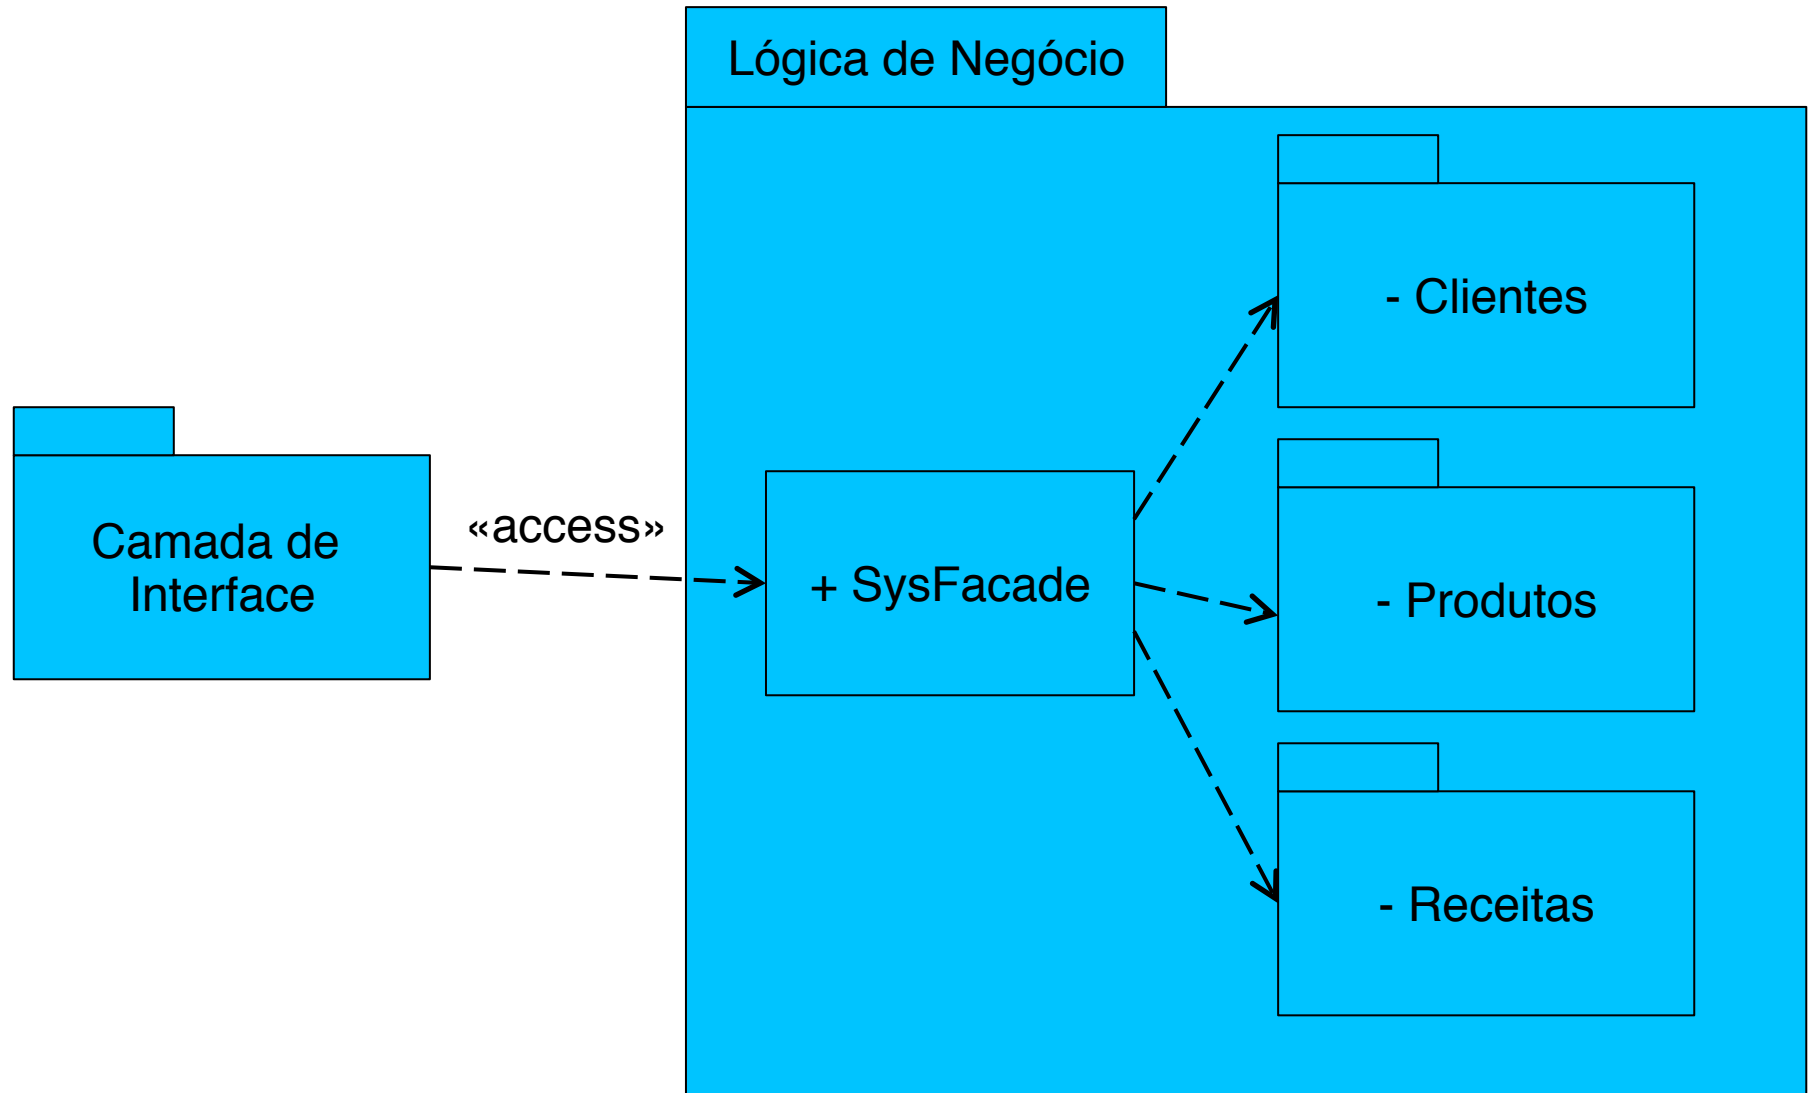 Lógica de Negócio
- Clientes
Camada de
Interface
«access»
+ SysFacade
- Produtos
- Receitas